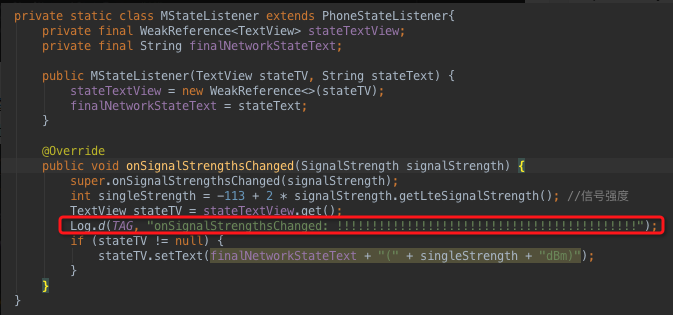 private static class MStateListener extends PhoneStateListener{
private final WeakReference<TextView> stateTextView;
private final String finalNetworkStateText;
public MStateListener(TextView stateTV, String stateText) {
stateTextView = new WeakReference<>(stateTV);
finalNetworkStateText = stateText;
}
@Override
public void onSignalStrengthsChanged(SignalStrength signalStrength) {
super.onSignalStrengthsChanged(signalStrength);
int singleStrength = -113 + 2 * signalStrength.getLteSignalStrength(); //信号强度
TextView stateTV = stateTextView.get();
Log.d(TAG, "onSignalStrengthsChanged: !!!!!!!!!!!!!!!!!!!!!!!!!!!!!!!!!!!!!!!!!!!");
if (stateTV != null) {
stateTV.setText(finalNetworkStateText + "(" + singleStrength + "dBm)");
}
}
}